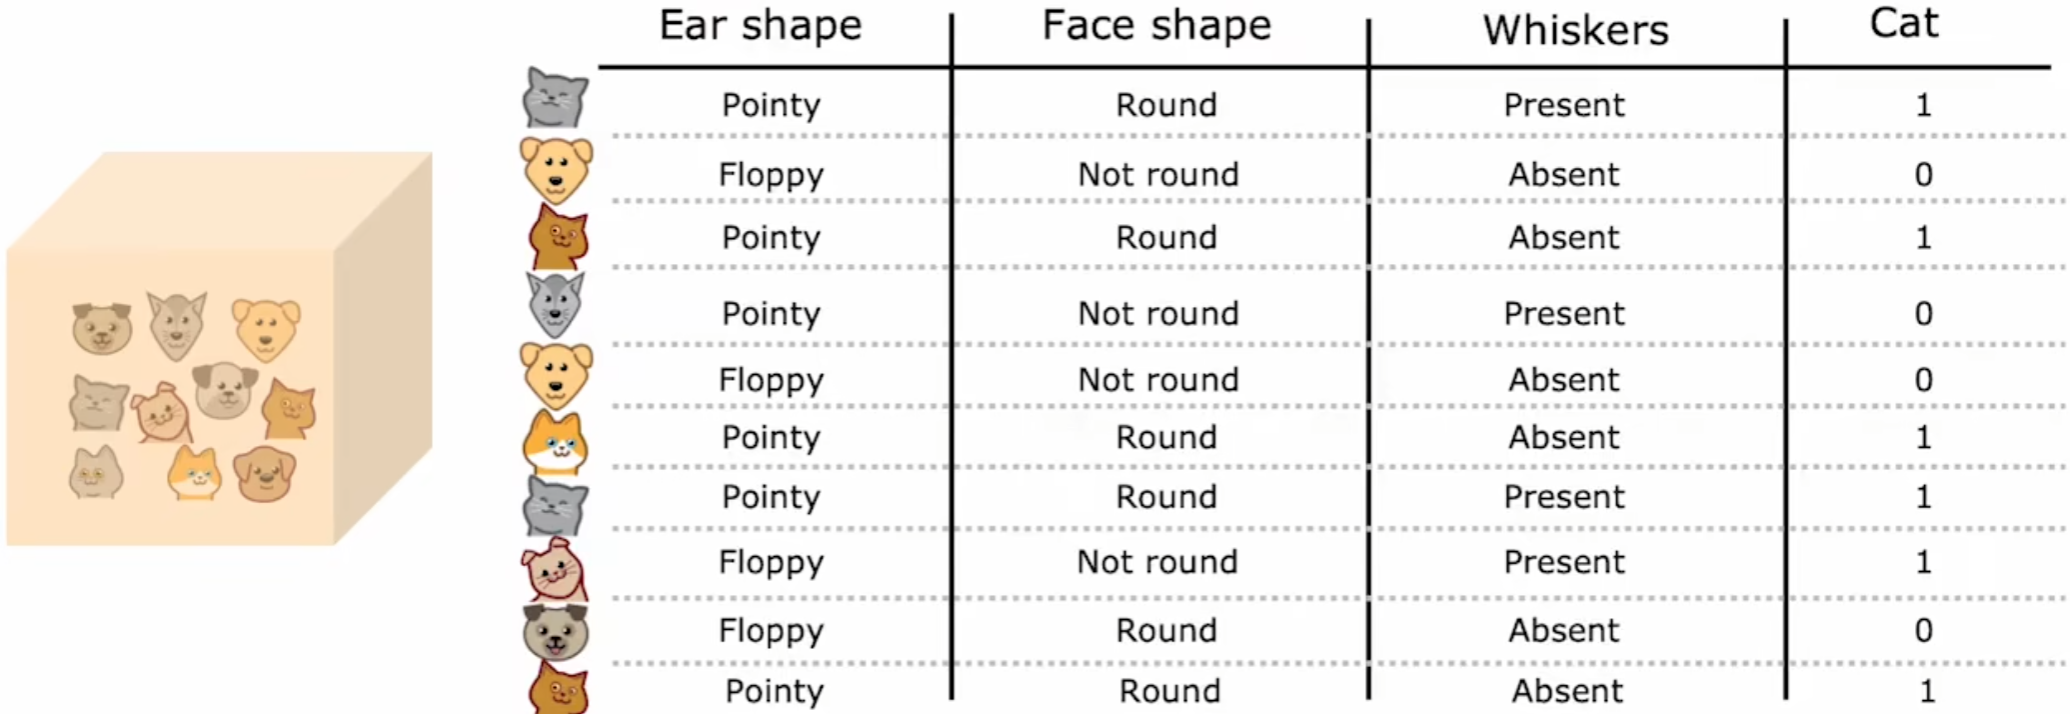 Ear shape Face shape Whiskers Cat
Pointy Round Present 1
Floppy Not round Absent 0
Pointy Round Absent 1
Pointy Not round Present 0
Floppy Not round Absent 0
Pointy Round Absent 1
Pointy Round Present 1
Floppy Not round Present 1
Floppy Round Absent 0
Pointy Round Absent 1